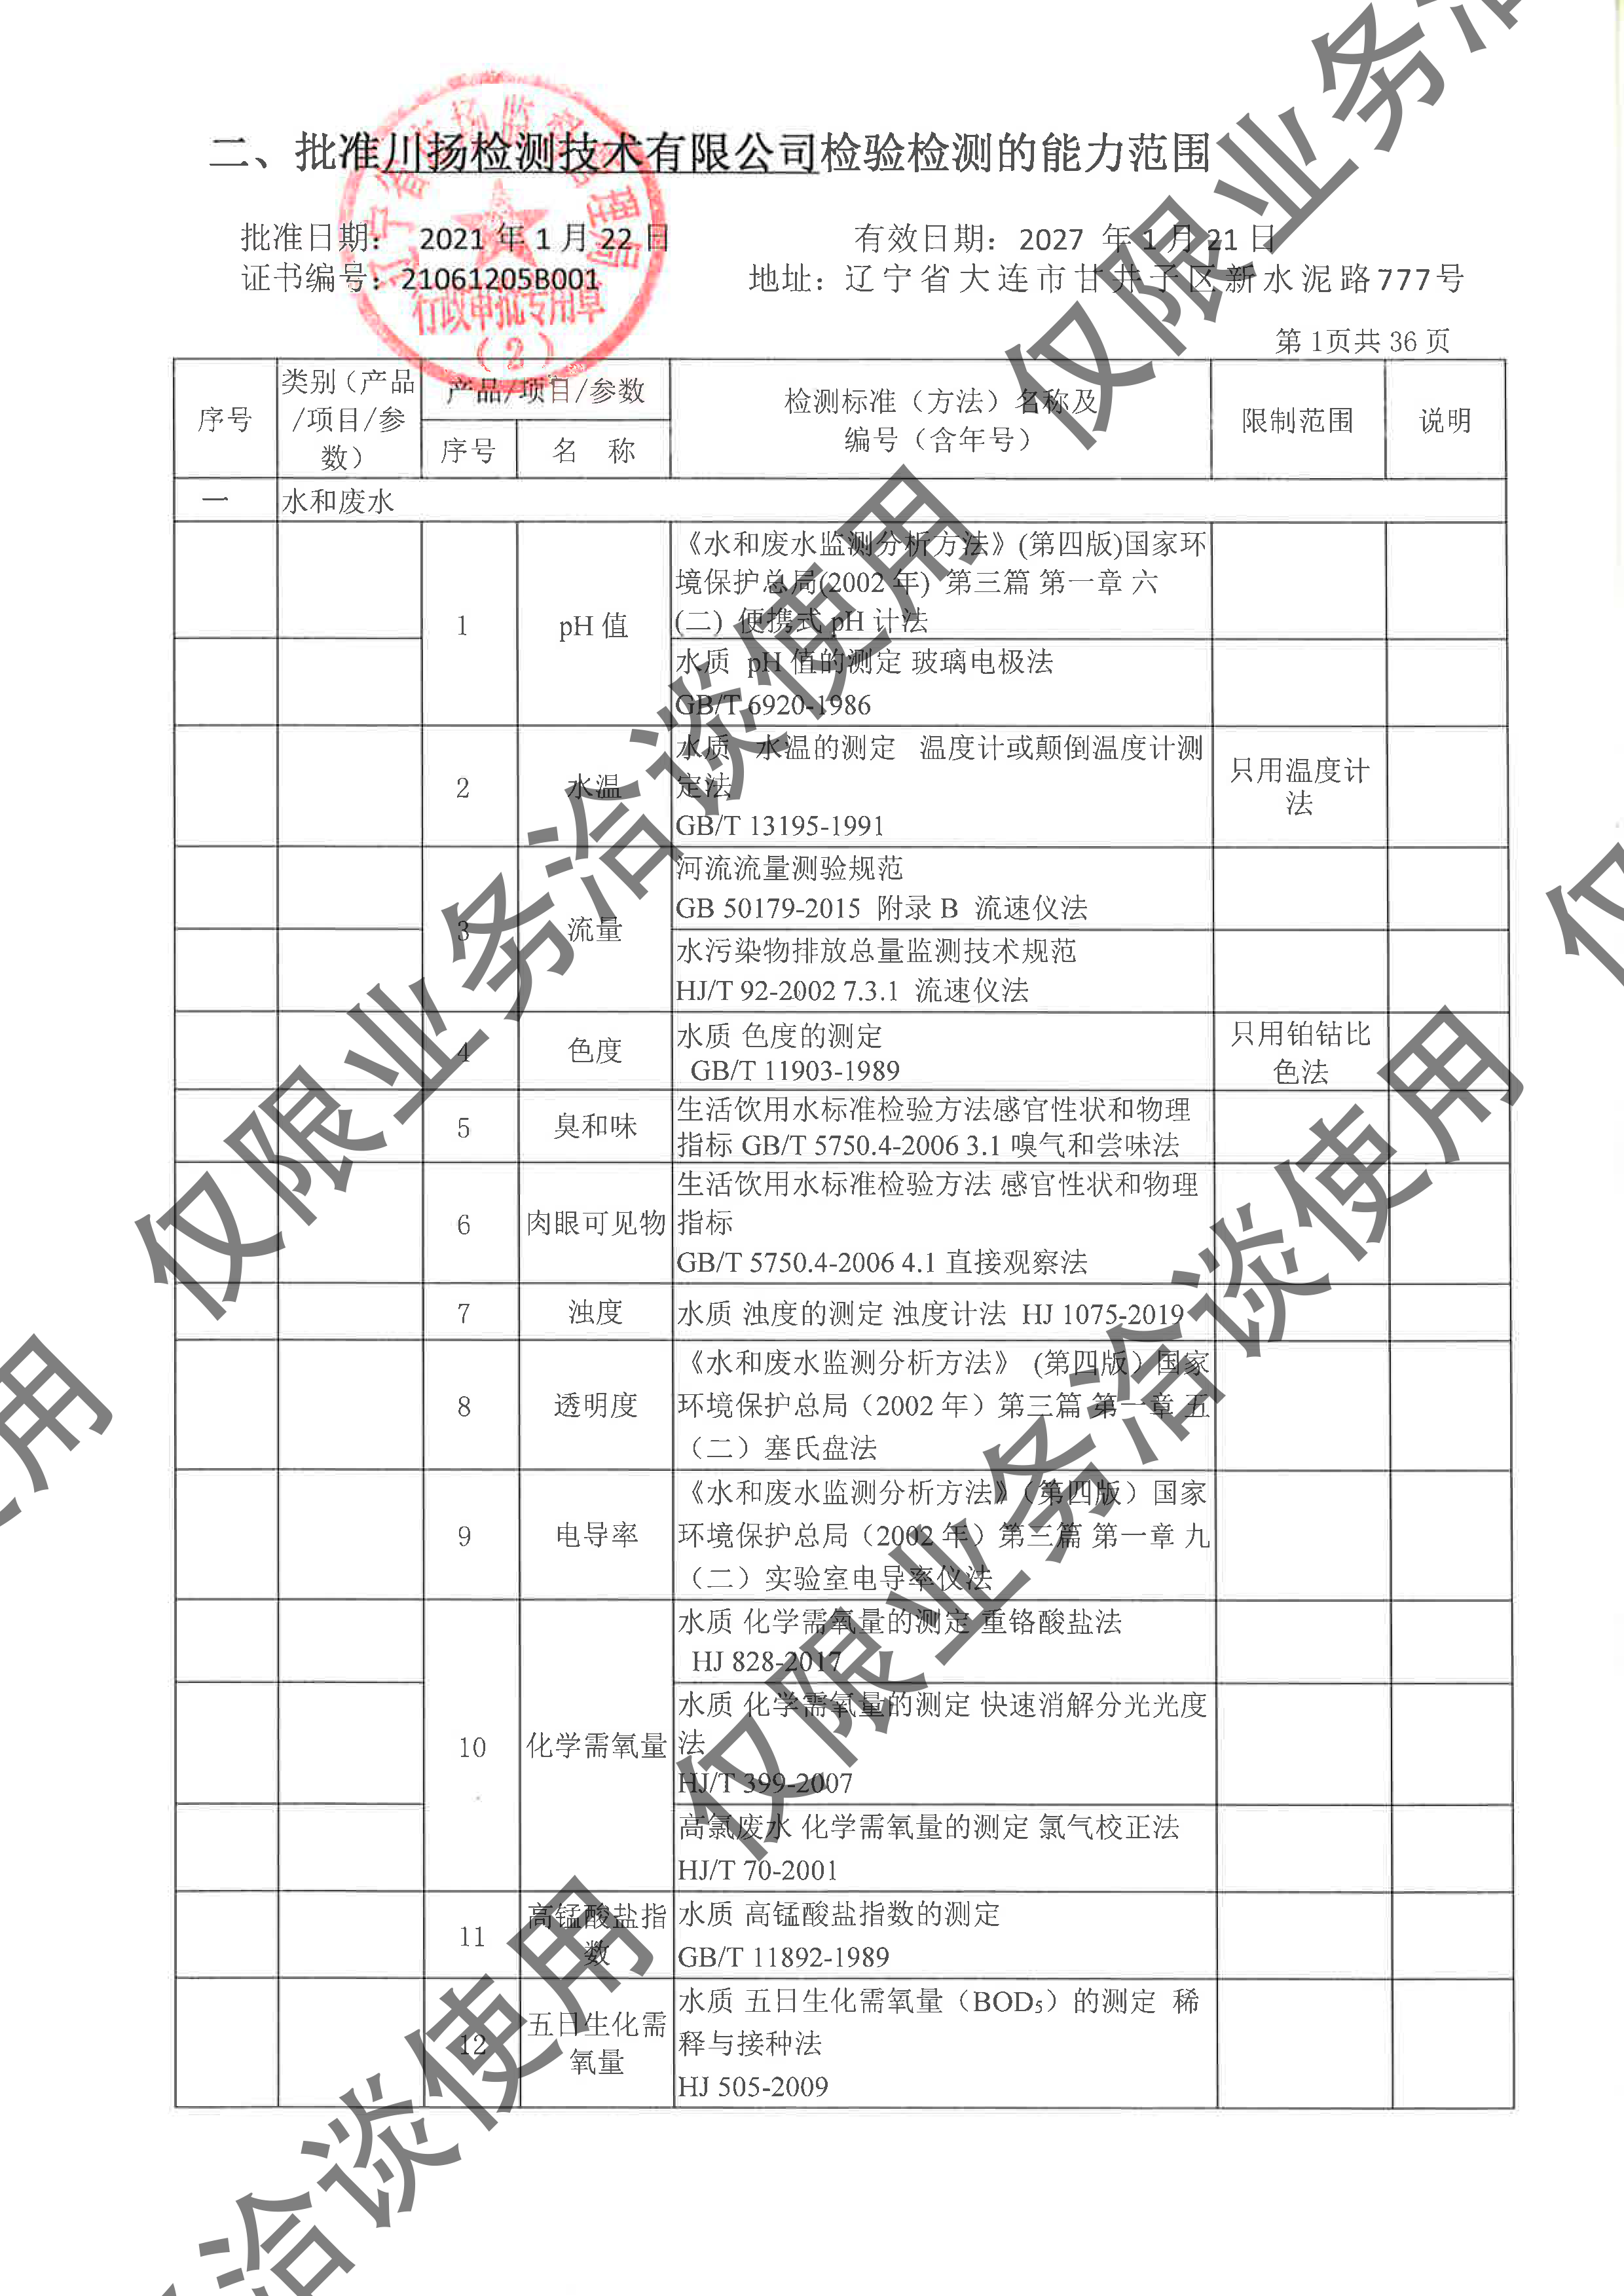 二、批准川扬检测技术有限公司检验检测的能力范围
批准日期： 2021 年 1 月 22 日
有效日期：2027 年 1 月 21 日
证书编号：21061205B001
地址：辽宁省大连市甘井子区新水泥路777号
辽宁省市场监督管理局
行政审批专用章
（2）
第 1页共 36 页
序号
类别（产品
/项目/参
数）
产品/项目/参数
序号
名 称
检测标准（方法）名称及
编号（含年号）
限制范围
说明
一
水和废水
1
pH 值
《水和废水监测分析方法》(第四版)国家环
境保护总局(2002 年) 第三篇 第一章 六
(二) 便携式 pH 计法
水质 pH 值的测定 玻璃电极法
GB/T 6920-1986
2
水温
水质 水温的测定 温度计或颠倒温度计测
定法
GB/T 13195-1991
只用温度计
法
3
流量
河流流量测验规范
GB 50179-2015 附录 B 流速仪法
水污染物排放总量监测技术规范
HJ/T 92-2002 7.3.1 流速仪法
4
色度
水质 色度的测定
GB/T 11903-1989
只用铂钴比
色法
5
臭和味
生活饮用水标准检验方法感官性状和物理
指标 GB/T 5750.4-2006 3.1 嗅气和尝味法
6
肉眼可见物
生活饮用水标准检验方法 感官性状和物理
指标
GB/T 5750.4-2006 4.1 直接观察法
7
浊度
水质 浊度的测定 浊度计法 HJ 1075-2019
8
透明度
《水和废水监测分析方法》 (第四版）国家
环境保护总局（2002 年）第三篇 第一章 五
（二）塞氏盘法
9
电导率
《水和废水监测分析方法》（第四版）国家
环境保护总局（2002 年）第三篇 第一章 九
（二）实验室电导率仪法
10
化学需氧量
水质 化学需氧量的测定 重铬酸盐法
HJ 828-2017
水质 化学需氧量的测定 快速消解分光光度
法
HJ/T 399-2007
高氯废水 化学需氧量的测定 氯气校正法
HJ/T 70-2001
11
高锰酸盐指
数
水质 高锰酸盐指数的测定
GB/T 11892-1989
12
五日生化需
氧量
水质 五日生化需氧量（BOD₅）的测定 稀
释与接种法
HJ 505-2009
仅限业务洽
仅限业务洽谈使用
仅
仅限业务洽谈使用
使用
洽谈使用